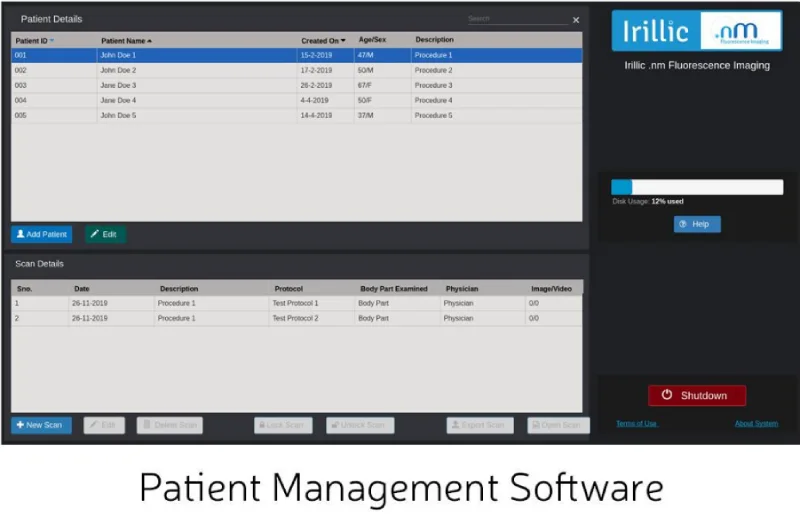 Patient Details
Search
Patient ID Patient Name Created On Age/Sex Description
001 John Doe 1 15-2-2019 47/M Procedure 1
002 John Doe 2 17-2-2019 50/M Procedure 2
003 Jane Doe 3 26-2-2019 67/F Procedure 3
004 Jane Doe 4 4-4-2019 50/F Procedure 4
005 John Doe 5 14-4-2019 37/M Procedure 5
Add Patient Edit
Scan Details
Sno. Date Description Protocol Body Part Examined Physician Image/Video
1 26-11-2019 Procedure 1 Test Protocol 1 Body Part Physician 0/0
2 26-11-2019 Procedure 1 Test Protocol 2 Body Part Physician 0/0
New Scan Edit Delete Scan Lock Scan Unlock Scan Export Scan Open Scan
Irillic .nm
Fluorescence Imaging
Irillic .nm Fluorescence Imaging
Disk Usage: 12% used
Help
Shutdown
Terms of Use About System
Patient Management Software